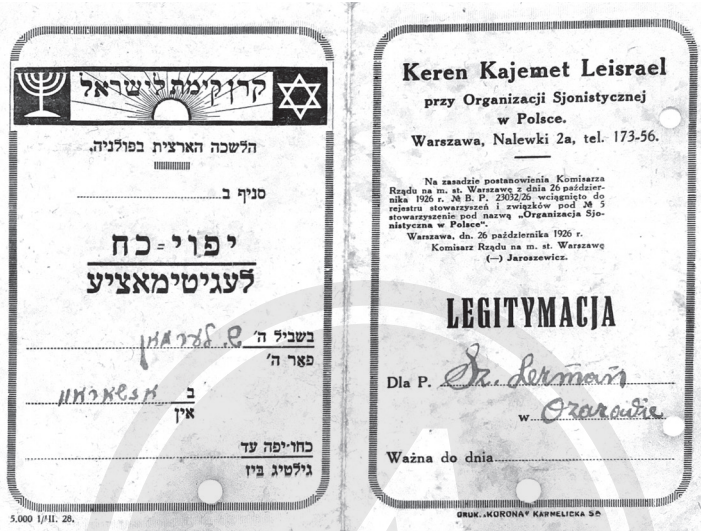 קרן קימת לישראל
הלשכה הארצית בפולניה.
סניף ב
יפוי-כח
לעגיטימאציע
בשביל ה' ש. לערמאן
פאר ה'
ב אזשאראוו
אין
כחו-יפה עד
גילטיג ביז
5.000 1/III. 28.
Keren Kajemet Leisrael
przy Organizacji Sjonistycznej
w Polsce.
Warszawa, Nalewki 2a, tel. 173-56.
Na zasadzie postanowienia Komisarza
Rządu na m. st. Warszawę z dnia 26 paździer-
nika 1926 r. № B. P. 23032/26 wciągnięto do
rejestru stowarzyszeń i związków pod № 5
stowarzyszenie pod nazwą „Organizacja Sjo-
nistyczna w Polsce".
Warszawa, dn. 26 października 1926 r.
Komisarz Rządu na m. st. Warszawę
(—) Jaroszewicz.
LEGITYMACJA
Dla P. Sz. Lerman
w Ozarowie
Ważna do dnia
DRUK. „KORONA" KARMELICKA 58